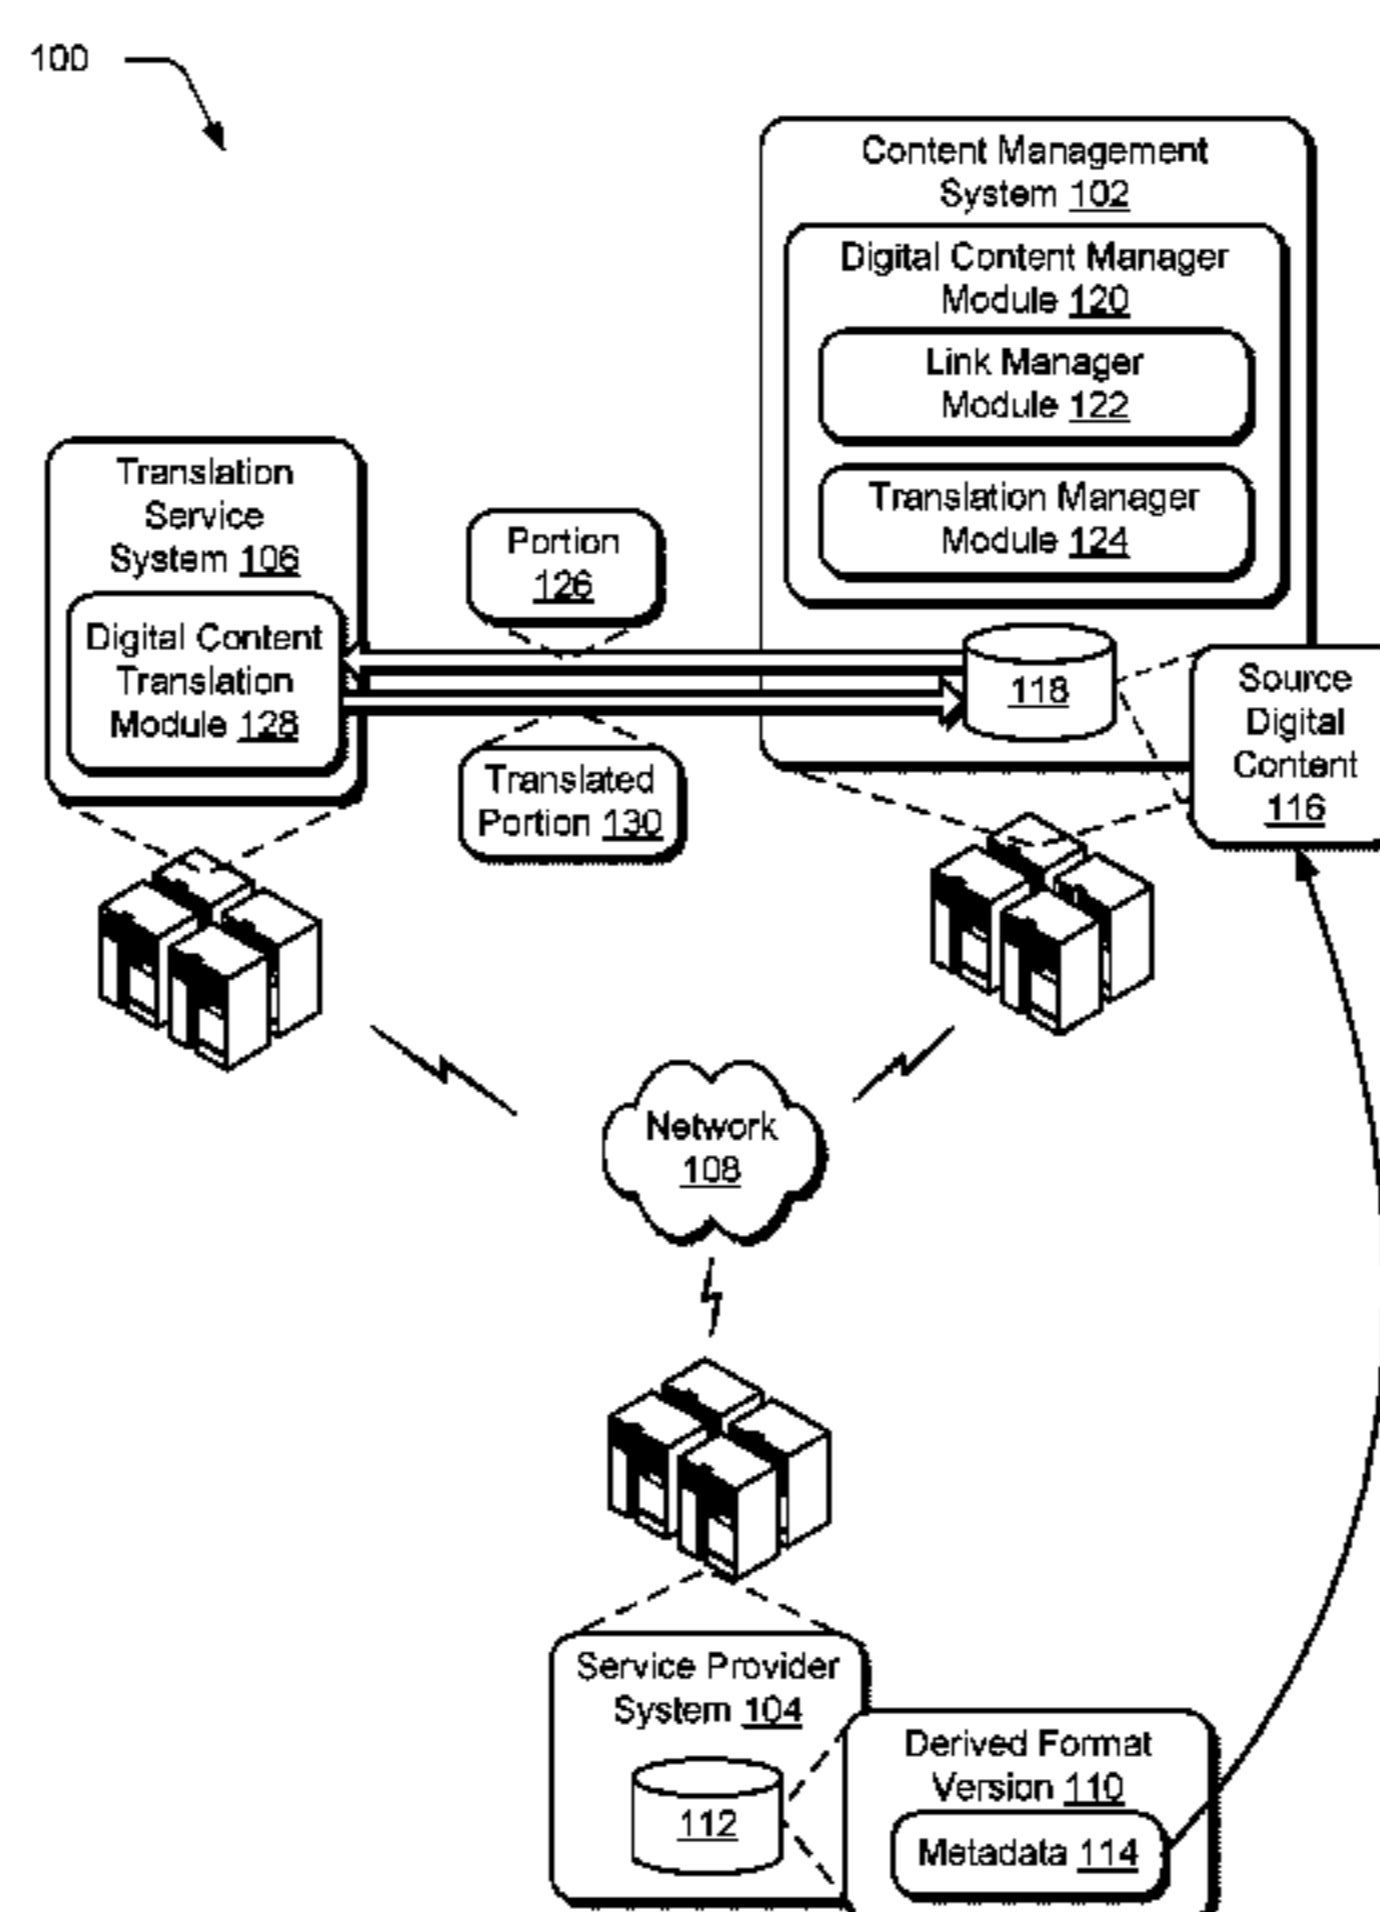 100
Content Management
System 102
Digital Content Manager
Module 120
Link Manager
Module 122
Translation Manager
Module 124
118
Source
Digital
Content
116
Translation
Service
System 106
Digital Content
Translation
Module 128
Portion
126
Translated
Portion 130
Network
108
Service Provider
System 104
112
Derived Format
Version 110
Metadata 114